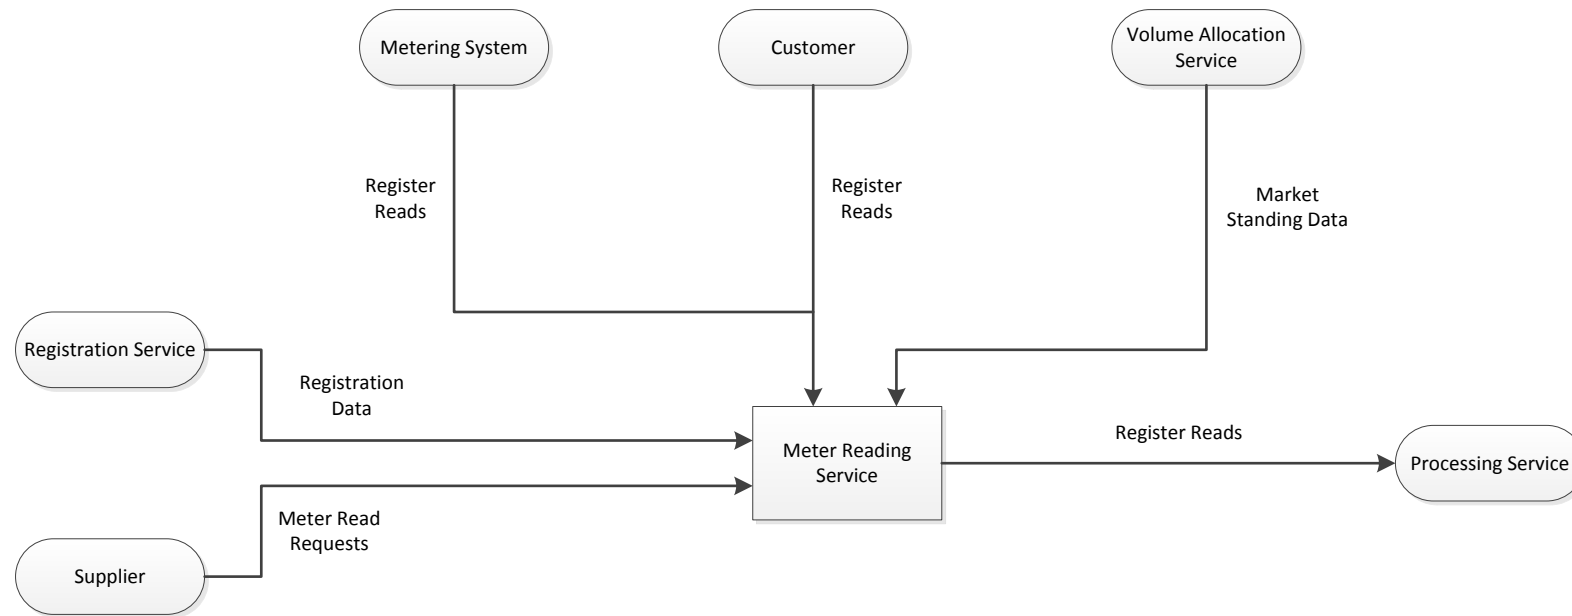 Metering System
Customer
Volume Allocation
Service
Register
Reads
Register
Reads
Market
Standing Data
Registration Service
Registration
Data
Meter Reading
Service
Register Reads
Processing Service
Meter Read
Requests
Supplier